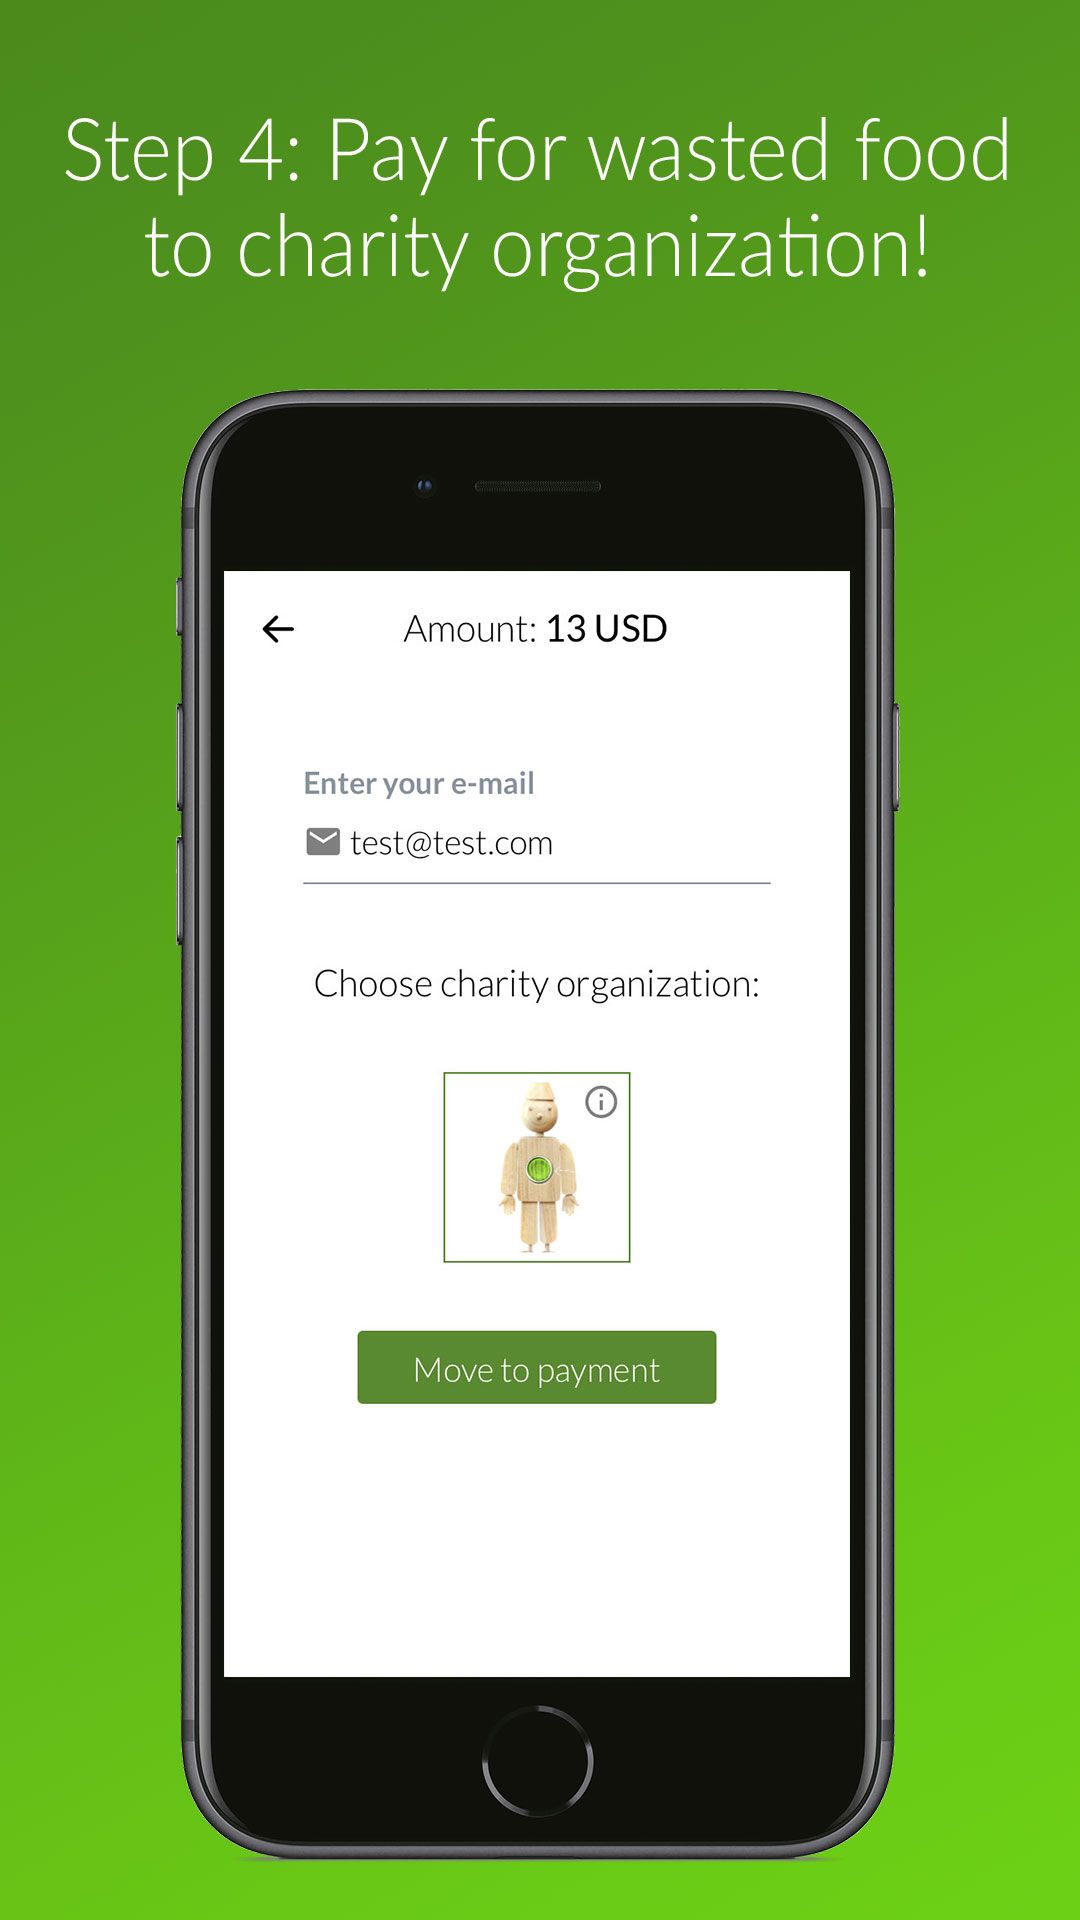 Step 4: Pay for wasted food
to charity organization!
Amount: 13 USD
Enter your e-mail
test@test.com
Choose charity organization:
Move to payment